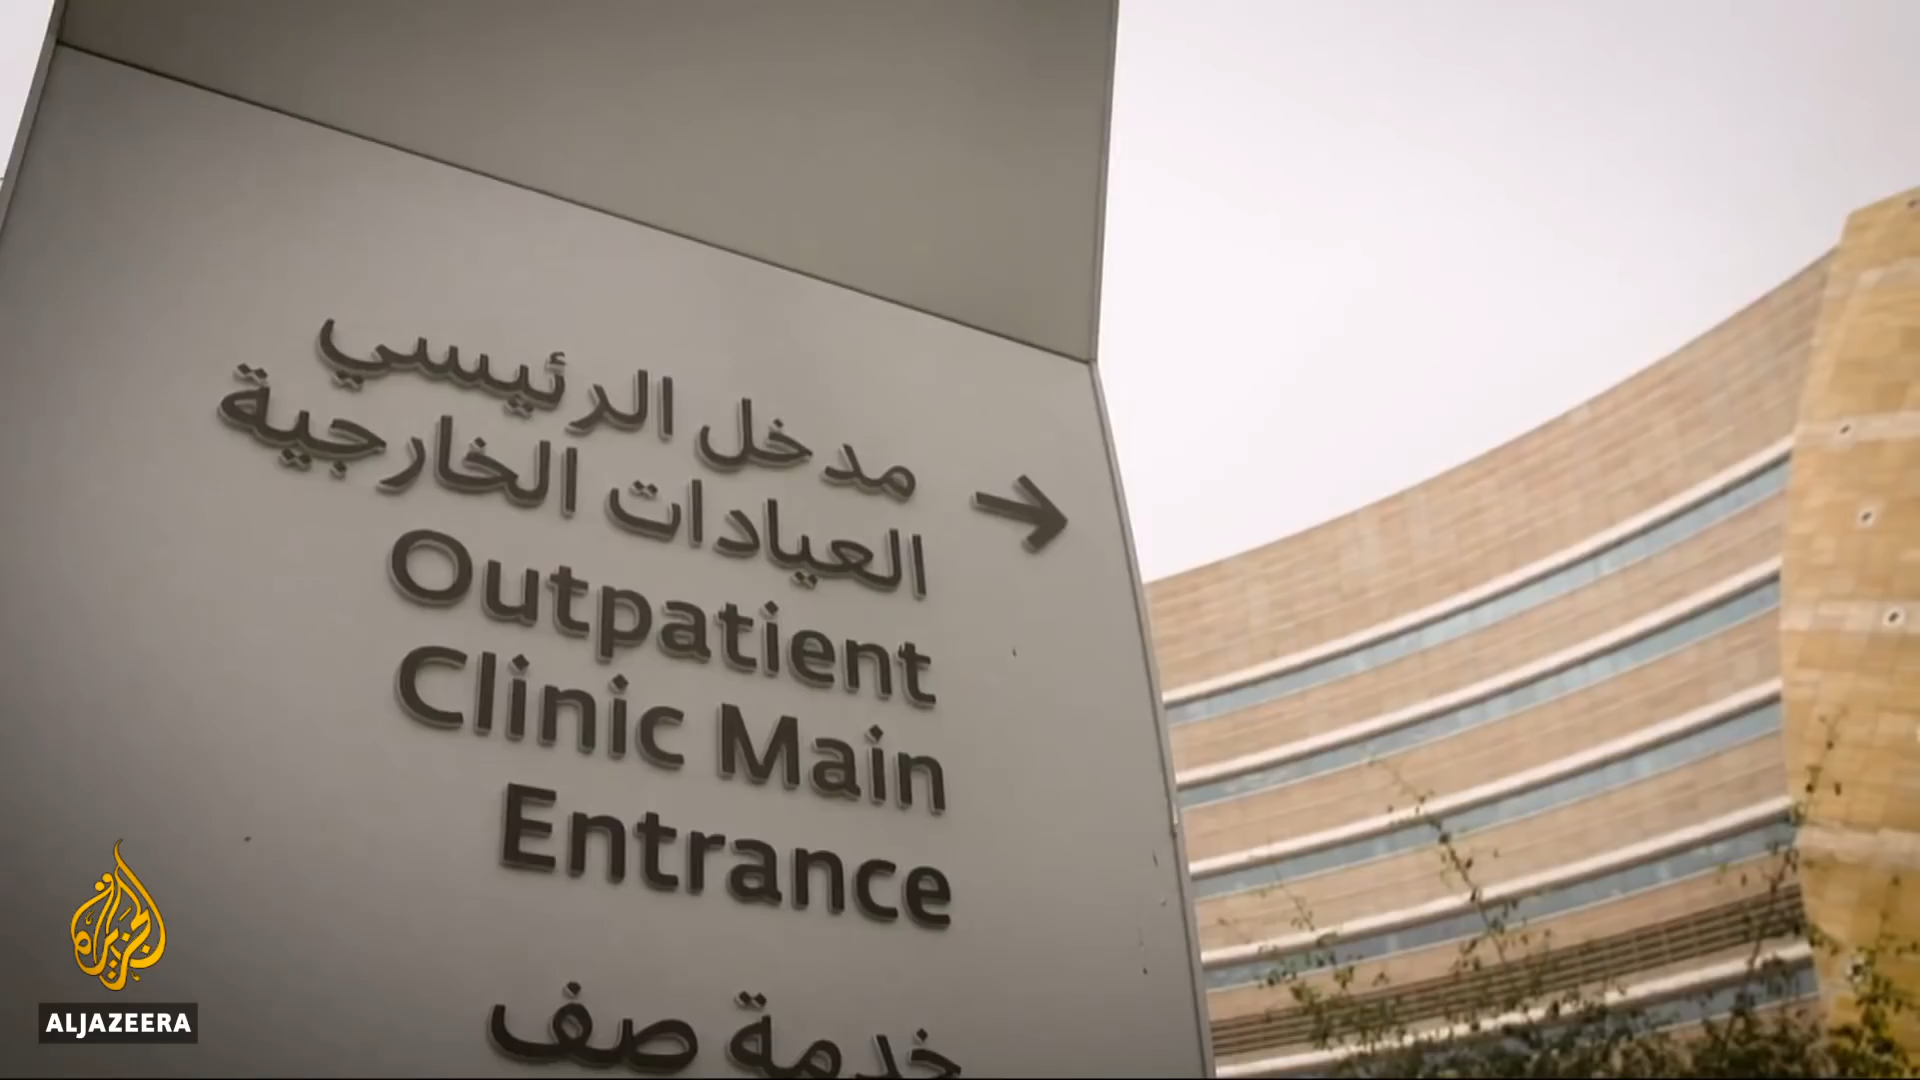 مدخل الرئيسي
العيادات الخارجية
Outpatient
Clinic Main
Entrance
خدمة صف
الجزيرة
ALJAZEERA